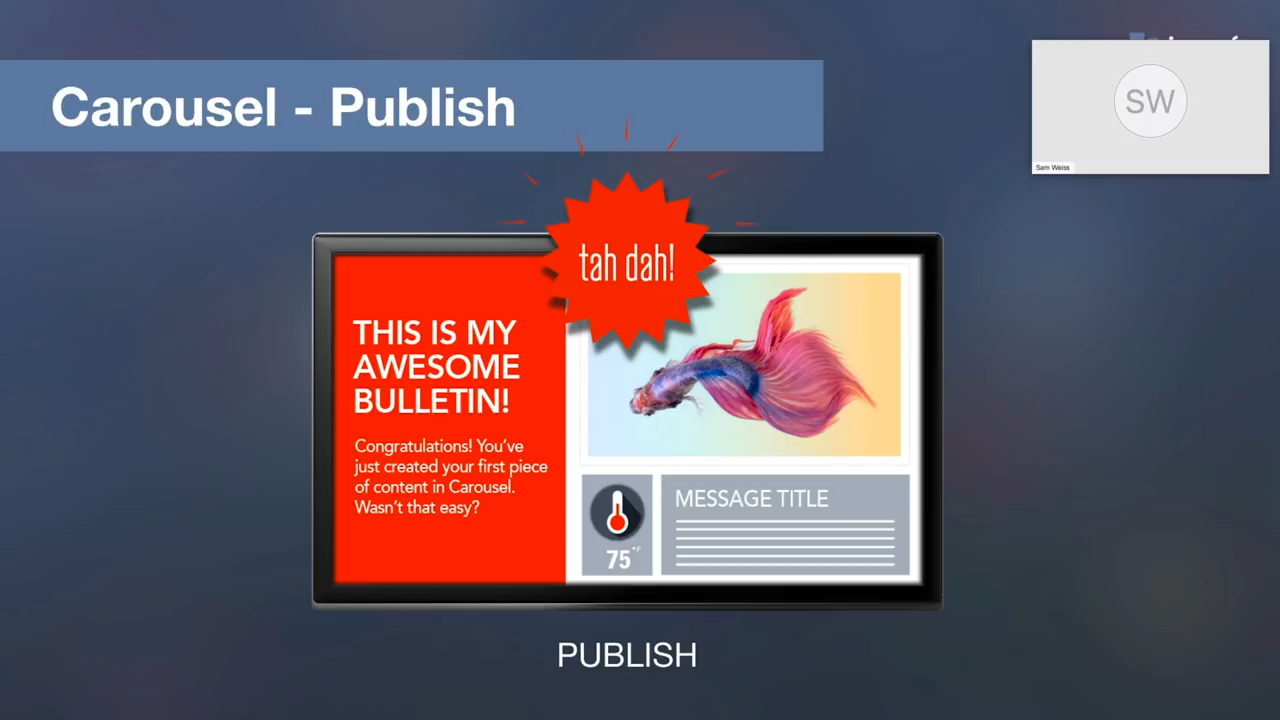 Carousel - Publish
SW
Sam Weiss
tah dah!
THIS IS MY
AWESOME
BULLETIN!
Congratulations! You've
just created your first piece
of content in Carousel.
Wasn't that easy?
MESSAGE TITLE
75°F
PUBLISH